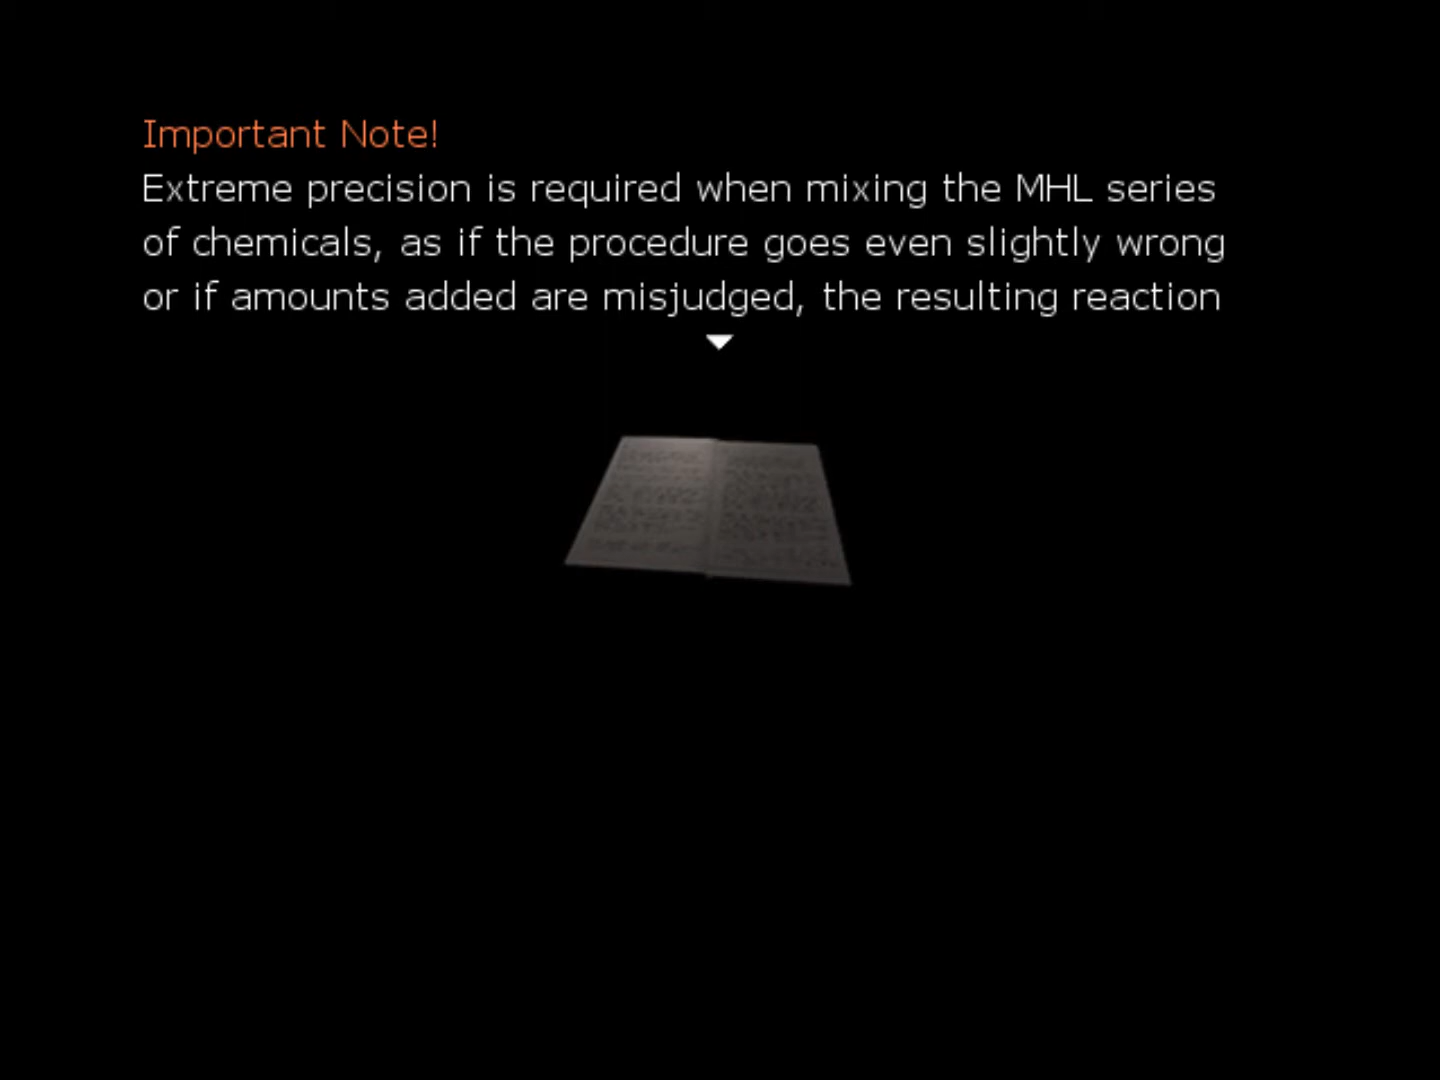 Important Note!
Extreme precision is required when mixing the MHL series
of chemicals, as if the procedure goes even slightly wrong
or if amounts added are misjudged, the resulting reaction